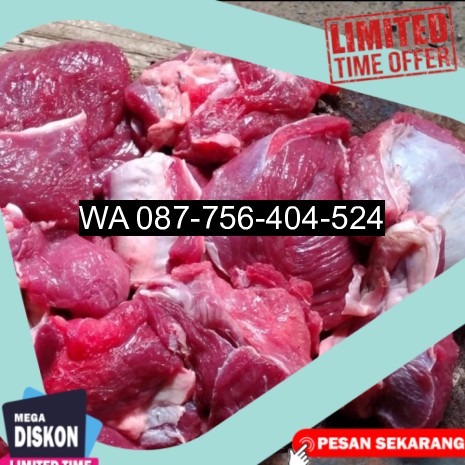 LIMITED
TIME OFFER
WA 087-756-404-524
MEGA
DISKON
LIMITED TIME
PESAN SEKARANG